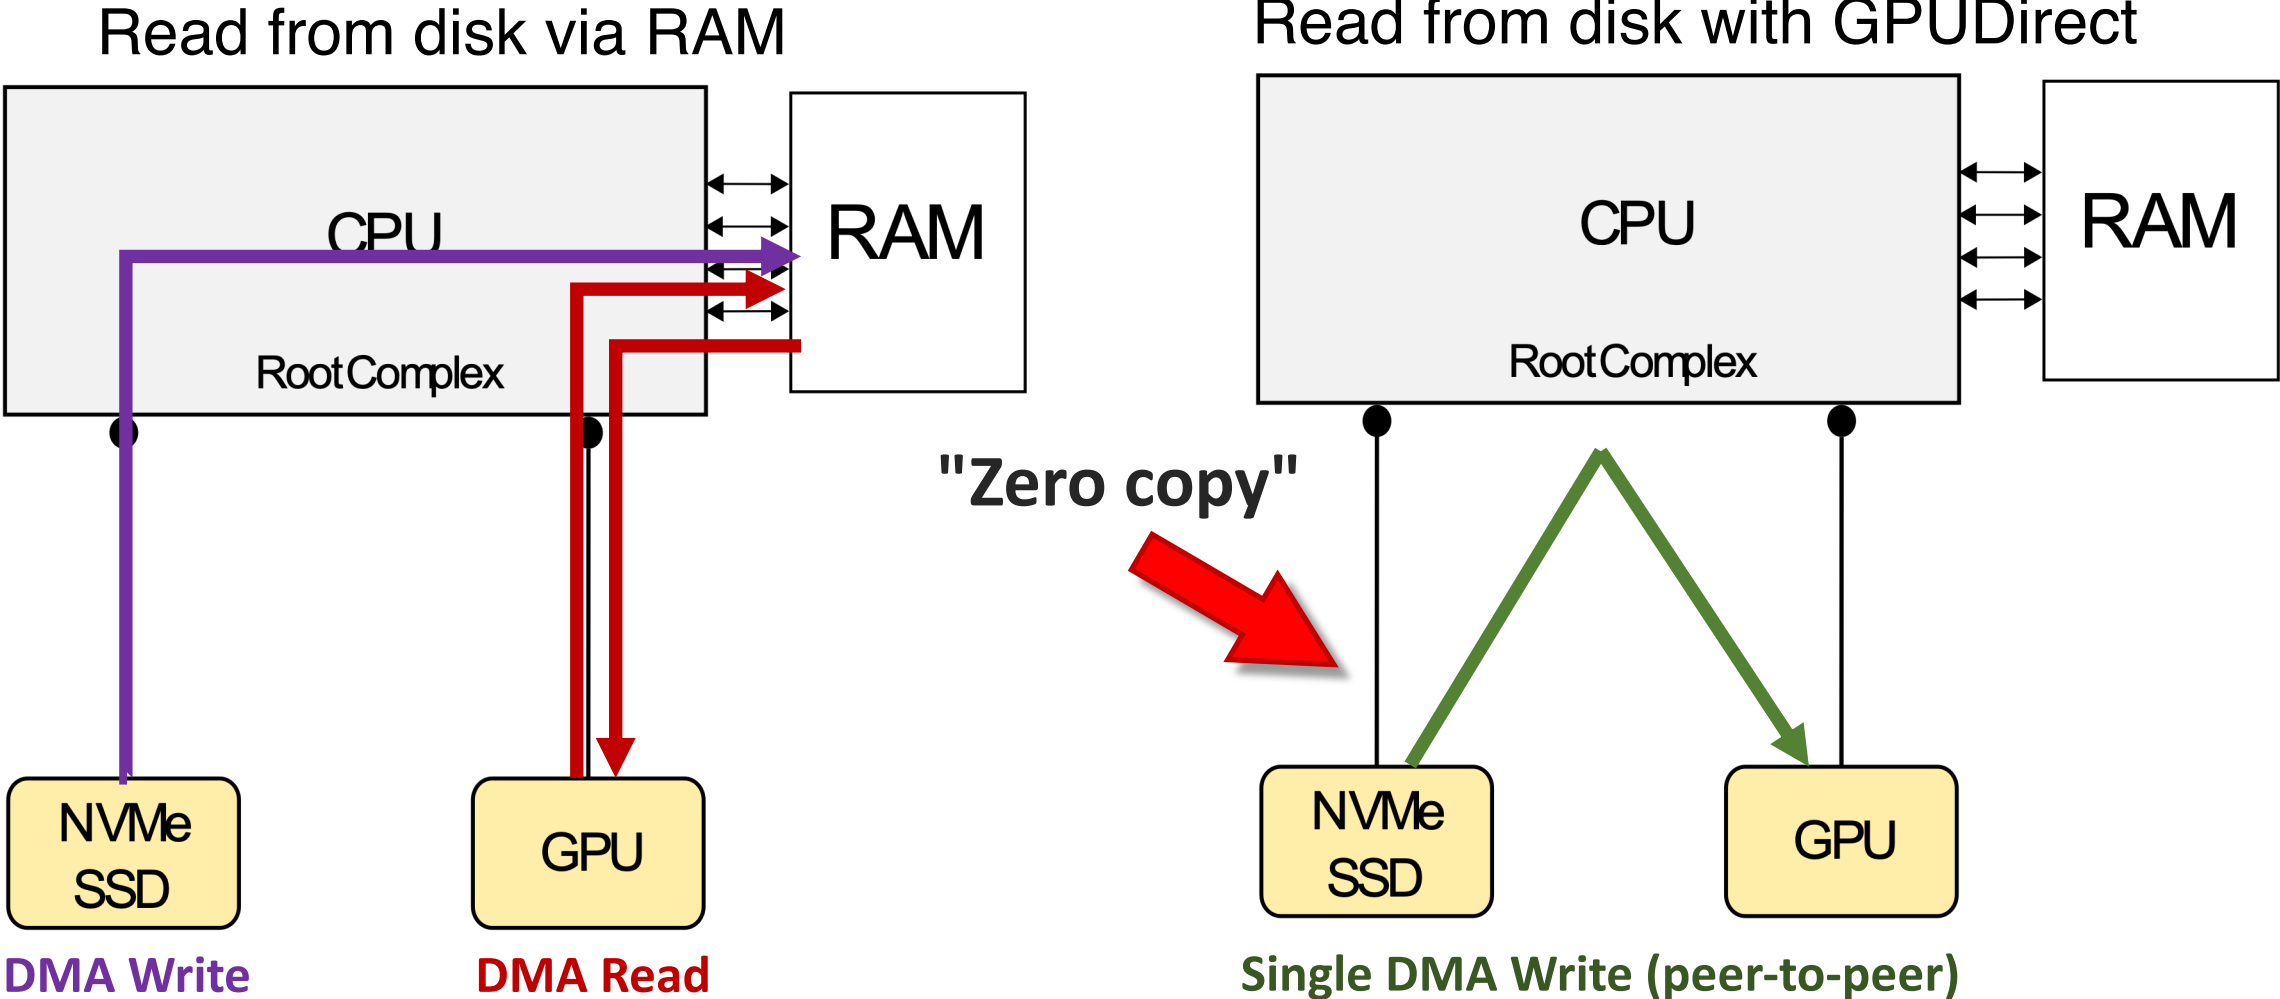 Read from disk via RAM
CPU
RAM
Root Complex
NVMe
SSD
GPU
DMA Write
DMA Read
Read from disk with GPUDirect
CPU
RAM
Root Complex
"Zero copy"
NVMe
SSD
GPU
Single DMA Write (peer-to-peer)